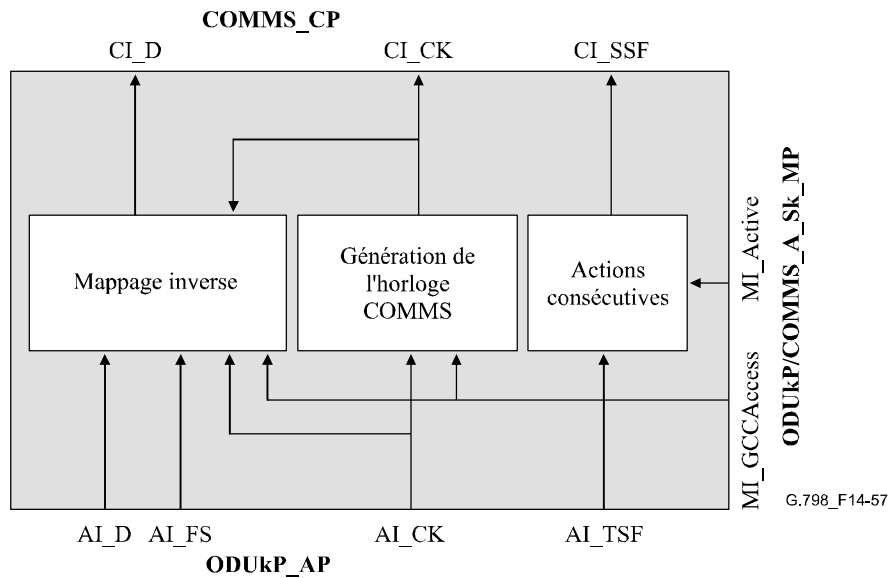 COMMS_CP
CI_D CI_CK CI_SSF
Mappage inverse
Génération de
l'horloge
COMMS
Actions
consécutives
MI_Active
MI_GCCAccess
ODUkP/COMMS_A_Sk_MP
G.798_F14-57
AI_D AI_FS AI_CK AI_TSF
ODUkP_AP